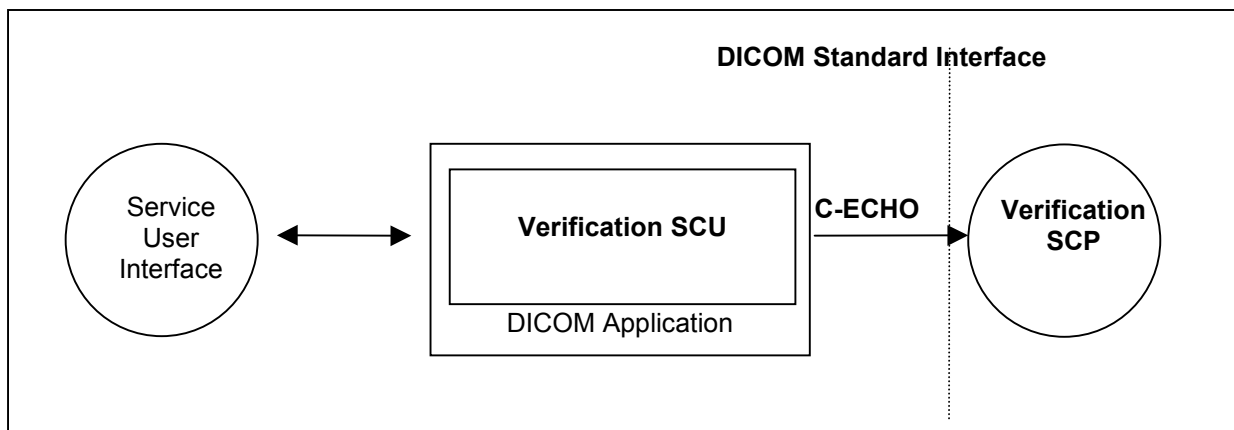 DICOM Standard Interface
Service
User
Interface
Verification SCU
DICOM Application
C-ECHO
Verification
SCP